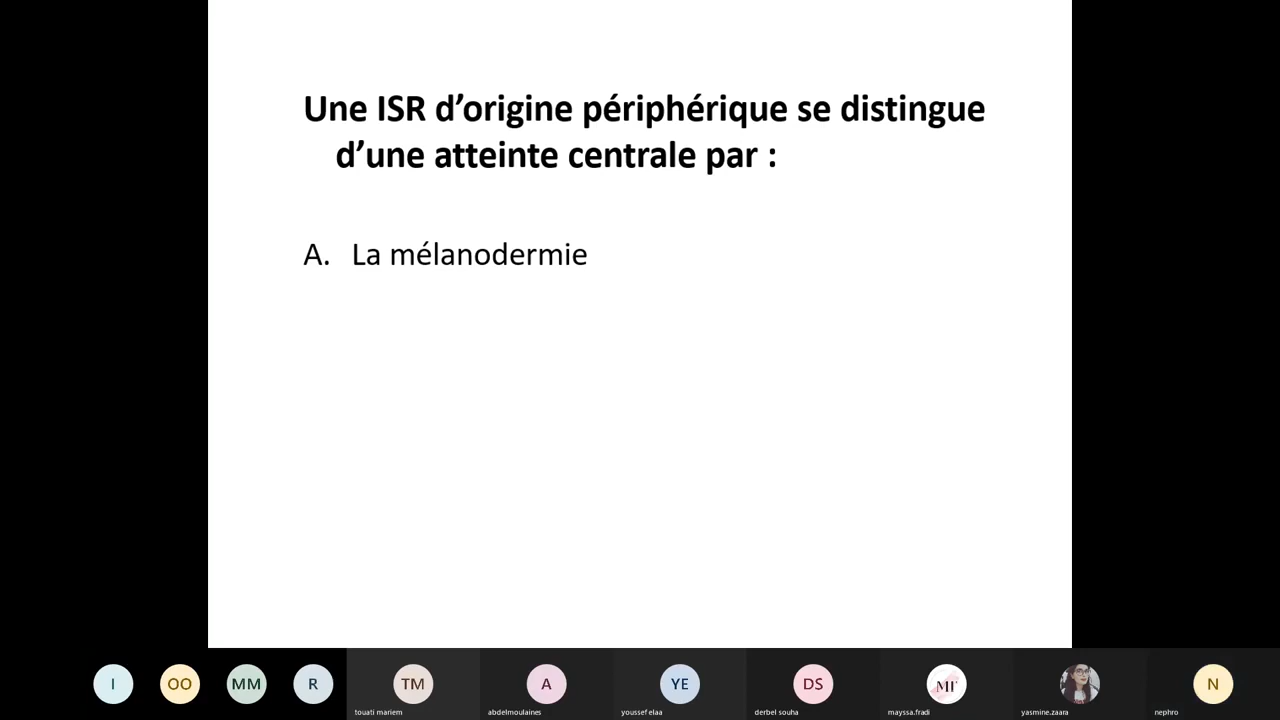 Une ISR d’origine périphérique se distingue
d’une atteinte centrale par :
A. La mélanodermie
I
OO
MM
R
TM
A
YE
DS
MF
N
touati mariem
abdelmoulaines
youssef elaa
derbel souha
mayssa.fradi
yasmine.zaara
nephro